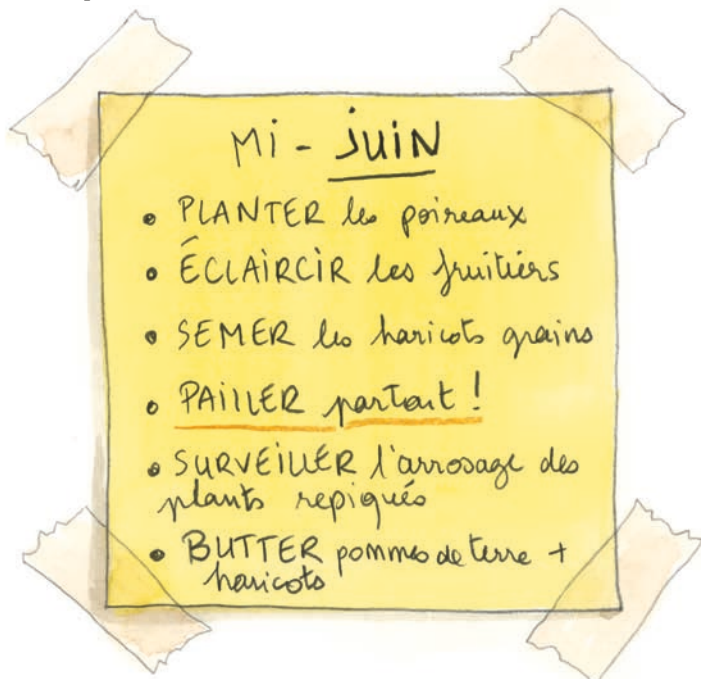 Mi - juin
• PLANTER les poireaux
• ÉCLAIRCIR les fruitiers
• SEMER les haricots grains
• PAILLER partout !
• SURVEILLER l'arrosage des
plants repiqués
• BUTTER pommes de terre +
haricots